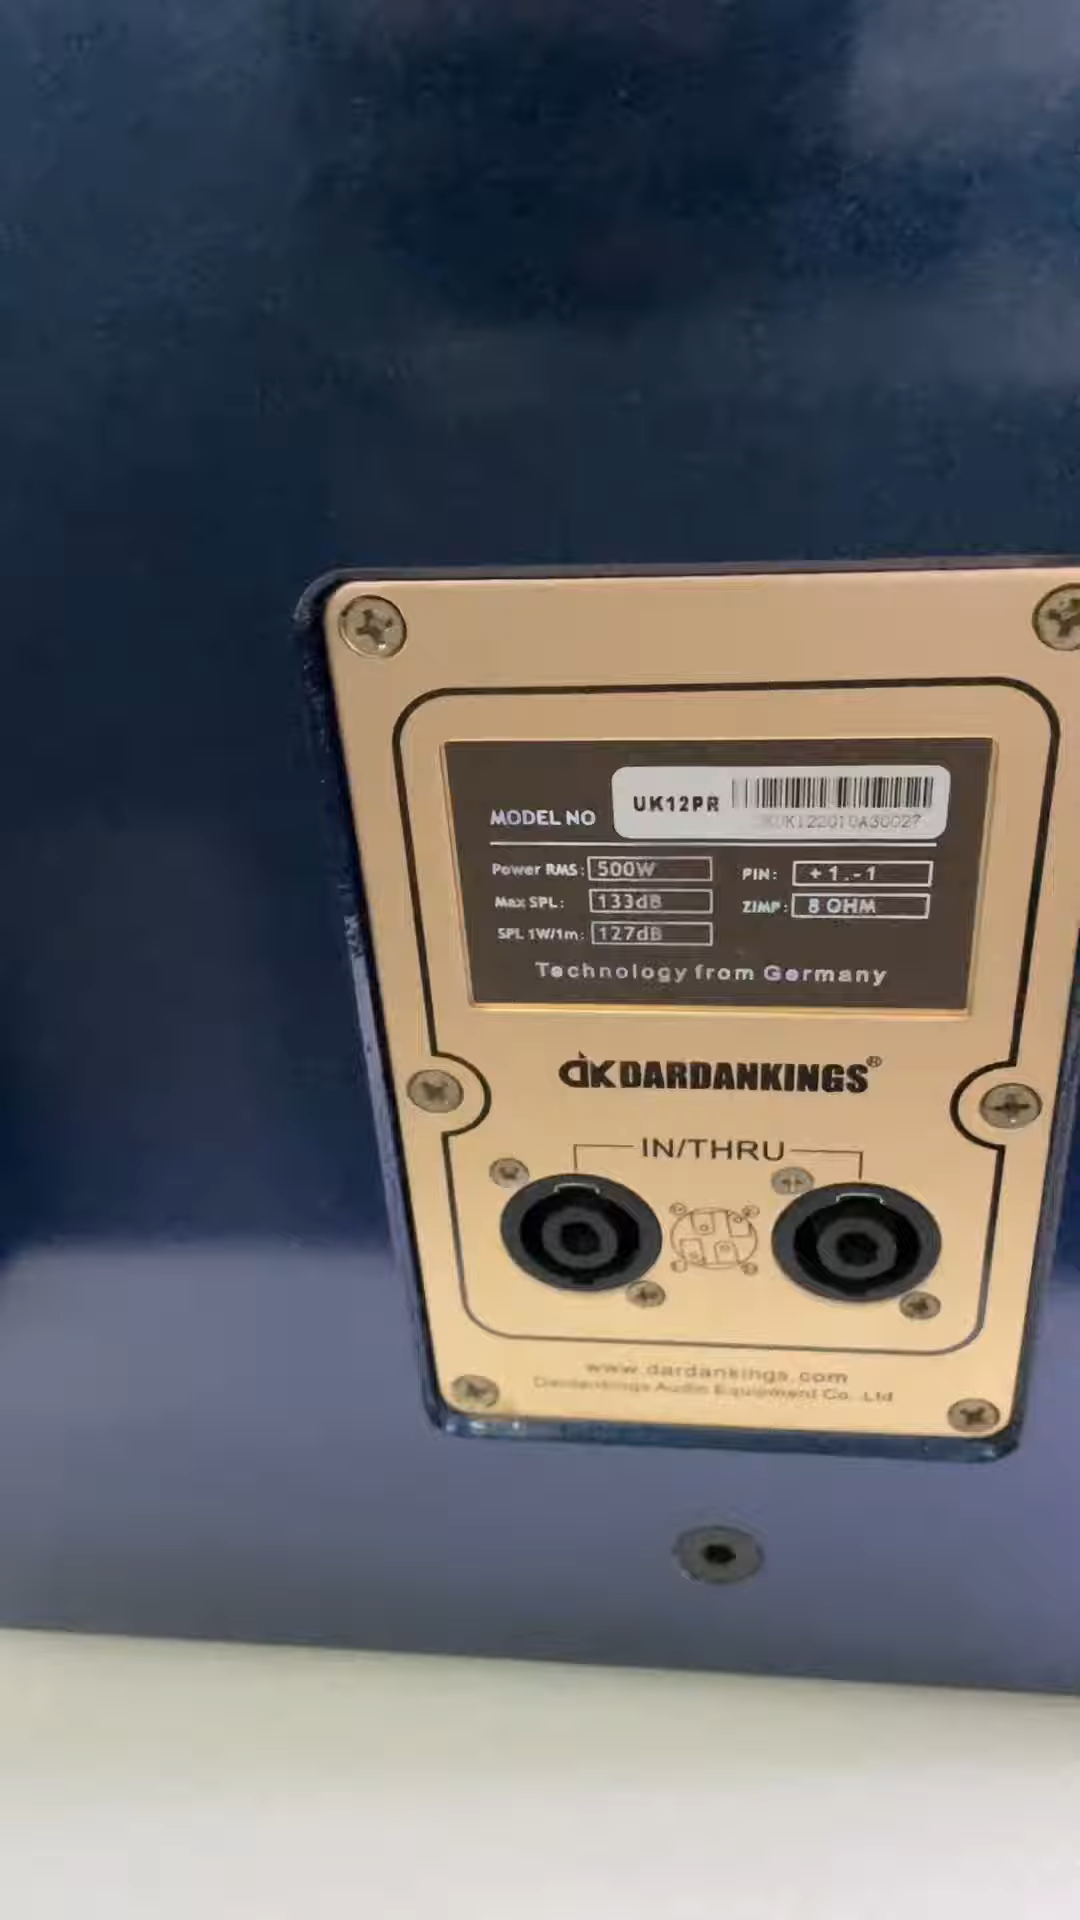 MODEL NO UK12PR
Power RMS: 500W PIN: +1.-1
Max SPL: 133dB ZIMP: 8 OHM
SPL 1W/1m: 127dB
Technology from Germany
dK DARDANKINGS®
IN/THRU
www.dardankings.com
Dardankings Audio Equipment Co. Ltd